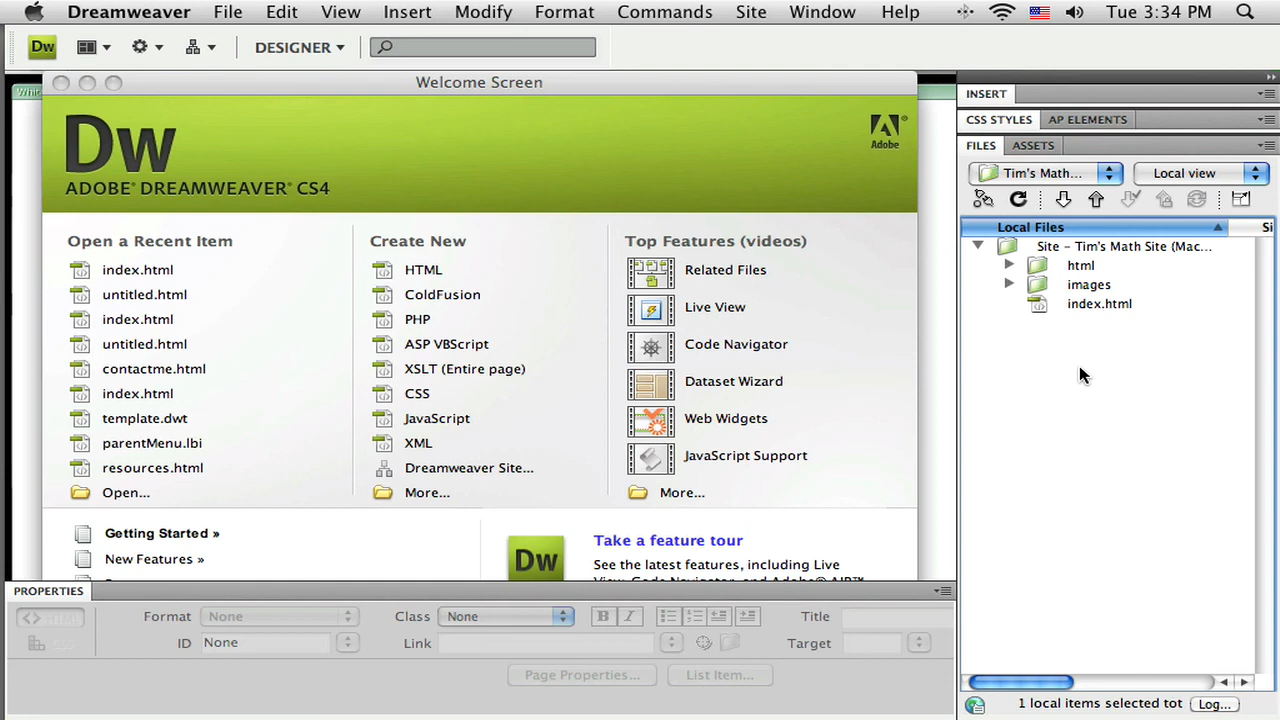 Dreamweaver File Edit View Insert Modify Format Commands Site Window Help Tue 3:34 PM
Dw DESIGNER
Welcome Screen
INSERT
CSS STYLES AP ELEMENTS
FILES ASSETS
Tim's Math... Local view
Dw
ADOBE® DREAMWEAVER® CS4
Adobe
Local Files
Site – Tim's Math Site (Mac...
html
images
index.html
Open a Recent Item
index.html
untitled.html
index.html
untitled.html
contactme.html
index.html
template.dwt
parentMenu.lbi
resources.html
Open...
Create New
HTML
ColdFusion
PHP
ASP VBScript
XSLT (Entire page)
CSS
JavaScript
XML
Dreamweaver Site...
More...
Top Features (videos)
Related Files
Live View
Code Navigator
Dataset Wizard
Web Widgets
JavaScript Support
More...
Getting Started »
New Features »
Dw
Take a feature tour
See the latest features, including Live
View, Code Navigator, and Adobe® AIR™
PROPERTIES
Format None Class None B I Title
ID None Link Target
Page Properties... List Item...
1 local items selected tot Log...